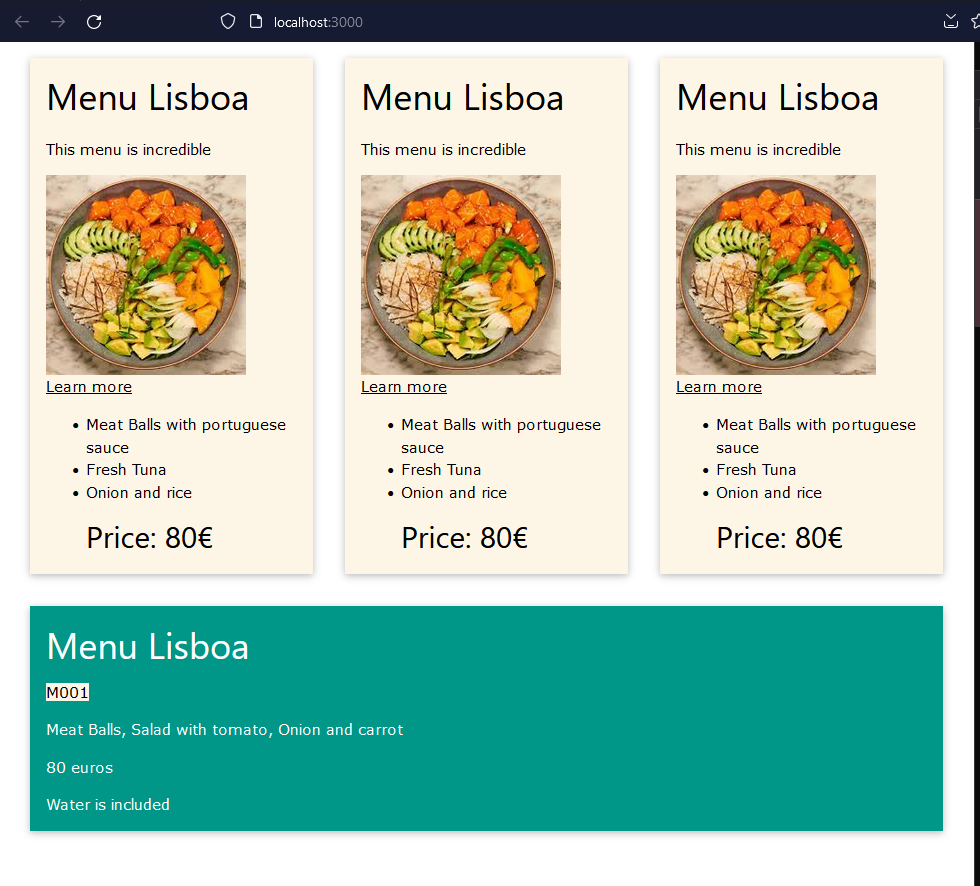 localhost:3000
Menu Lisboa
This menu is incredible
Learn more
• Meat Balls with portuguese
sauce
• Fresh Tuna
• Onion and rice
Price: 80€
Menu Lisboa
This menu is incredible
Learn more
• Meat Balls with portuguese
sauce
• Fresh Tuna
• Onion and rice
Price: 80€
Menu Lisboa
This menu is incredible
Learn more
• Meat Balls with portuguese
sauce
• Fresh Tuna
• Onion and rice
Price: 80€
Menu Lisboa
M001
Meat Balls, Salad with tomato, Onion and carrot
80 euros
Water is included